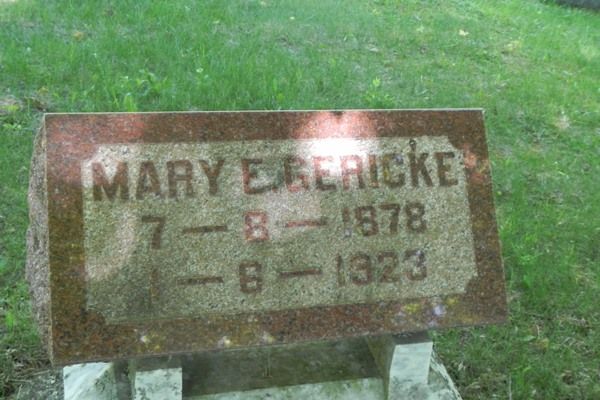 MARY E. GERICKE
7 — 8 — 1878
1 — 6 — 1923